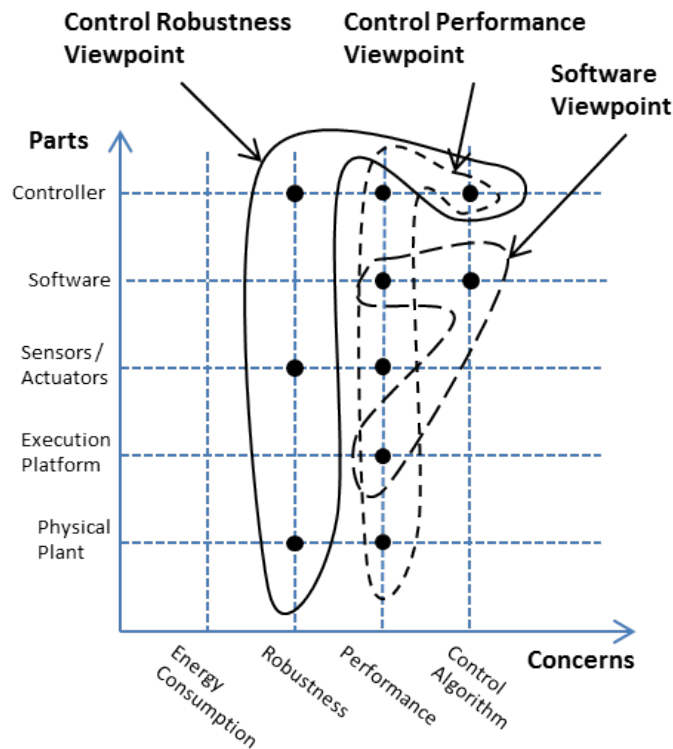 Control Robustness
Viewpoint
Control Performance
Viewpoint
Software
Viewpoint
Parts
Controller
Software
Sensors/
Actuators
Execution
Platform
Physical
Plant
Energy
Consumption
Robustness
Performance
Control
Algorithm
Concerns